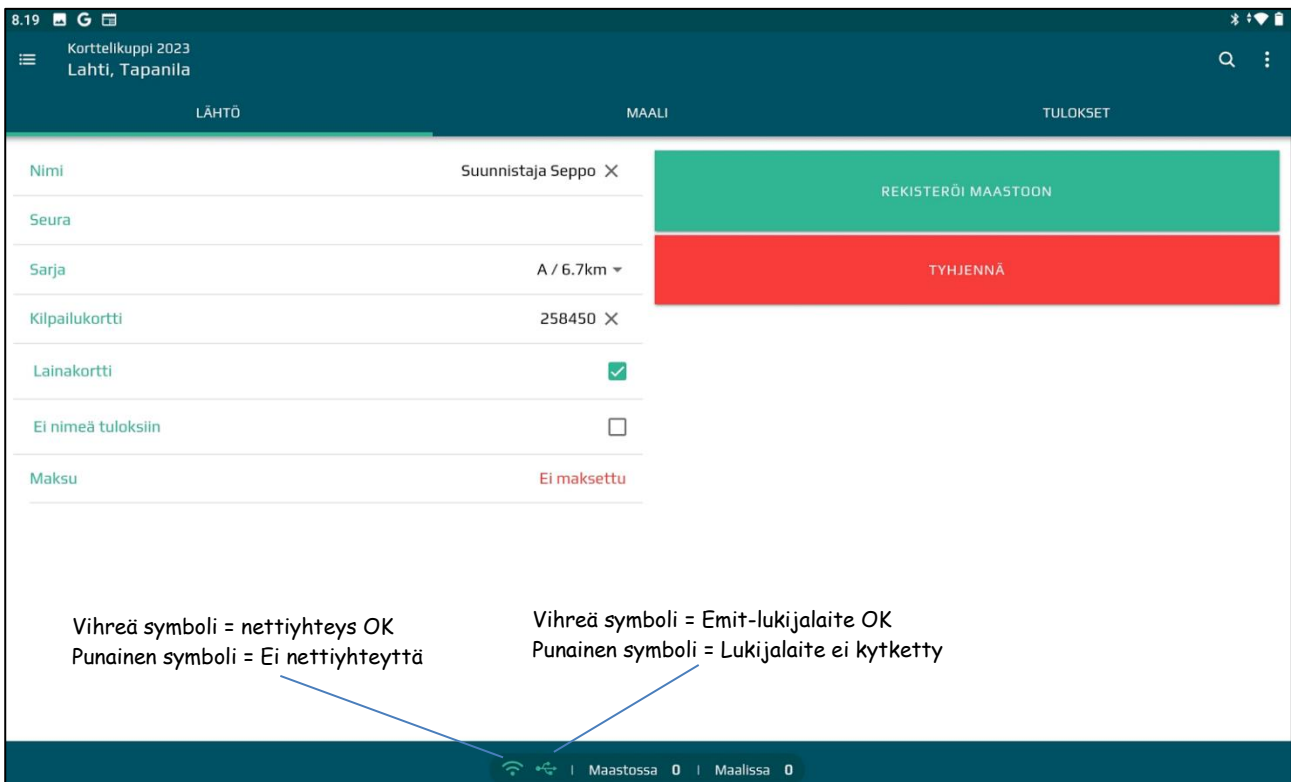 8.19 G
Korttelikuppi 2023
Lahti, Tapanila
LÄHTÖ MAALI TULOKSET
Nimi Suunnistaja Seppo
REKISTERÖI MAASTOON
Seura
Sarja A / 6.7km
TYHJENNÄ
Kilpailukortti 258450
Lainakortti
Ei nimeä tuloksiin
Maksu Ei maksettu
Vihreä symboli = nettiyhteys OK
Punainen symboli = Ei nettiyhteyttä
Vihreä symboli = Emit-lukijalaite OK
Punainen symboli = Lukijalaite ei kytketty
| Maastossa 0 | Maalissa 0